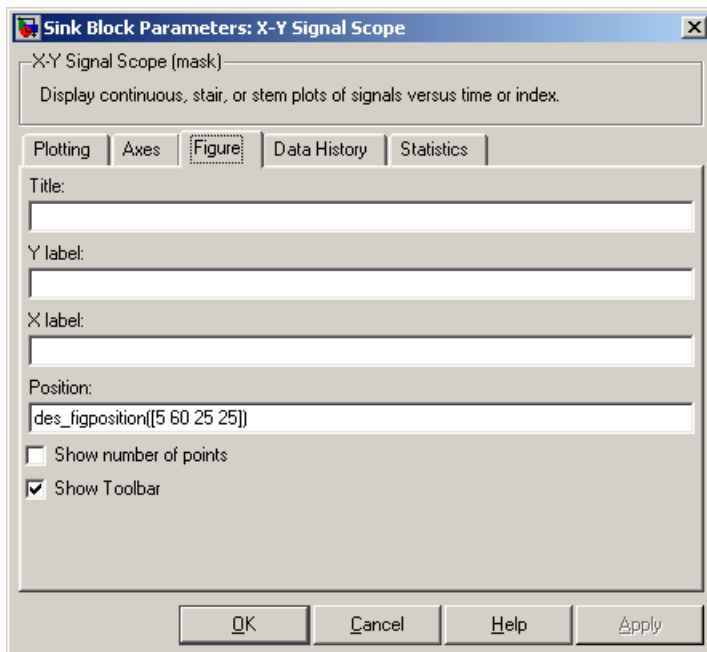 Sink Block Parameters: X-Y Signal Scope
X-Y Signal Scope (mask)
Display continuous, stair, or stem plots of signals versus time or index.
Plotting Axes Figure Data History Statistics
Title:
Y label:
X label:
Position:
des_figposition([5 60 25 25])
Show number of points
Show Toolbar
OK Cancel Help Apply